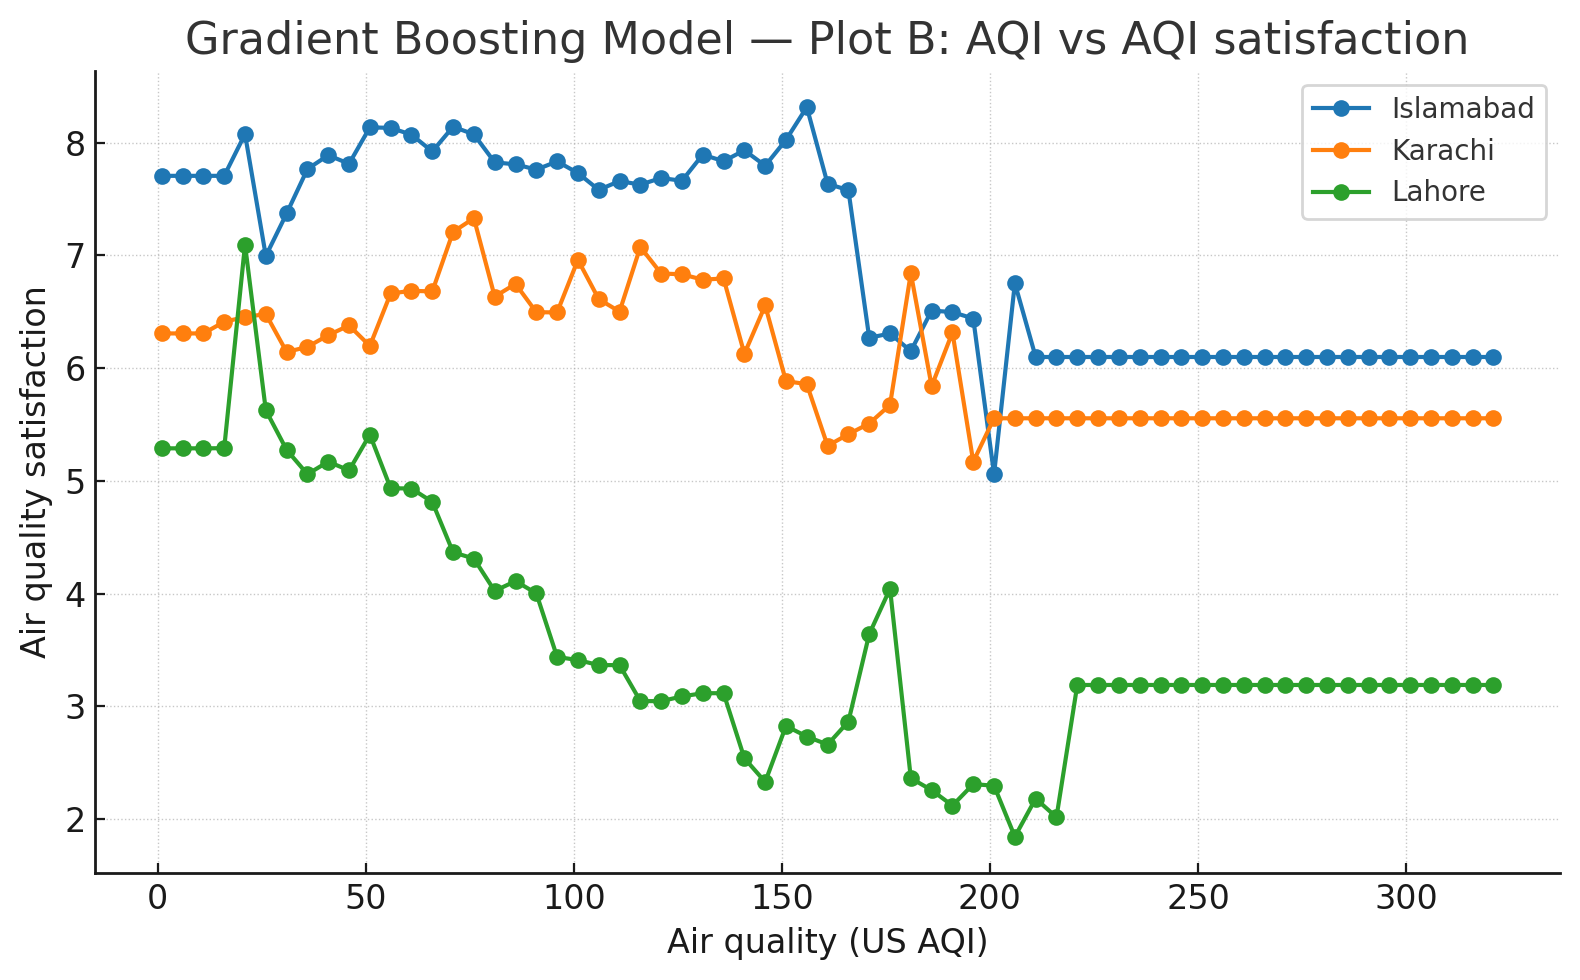 Gradient Boosting Model — Plot B: AQI vs AQI satisfaction
Islamabad
Karachi
Lahore
Air quality satisfaction
8
7
6
5
4
3
2
0 50 100 150 200 250 300
Air quality (US AQI)